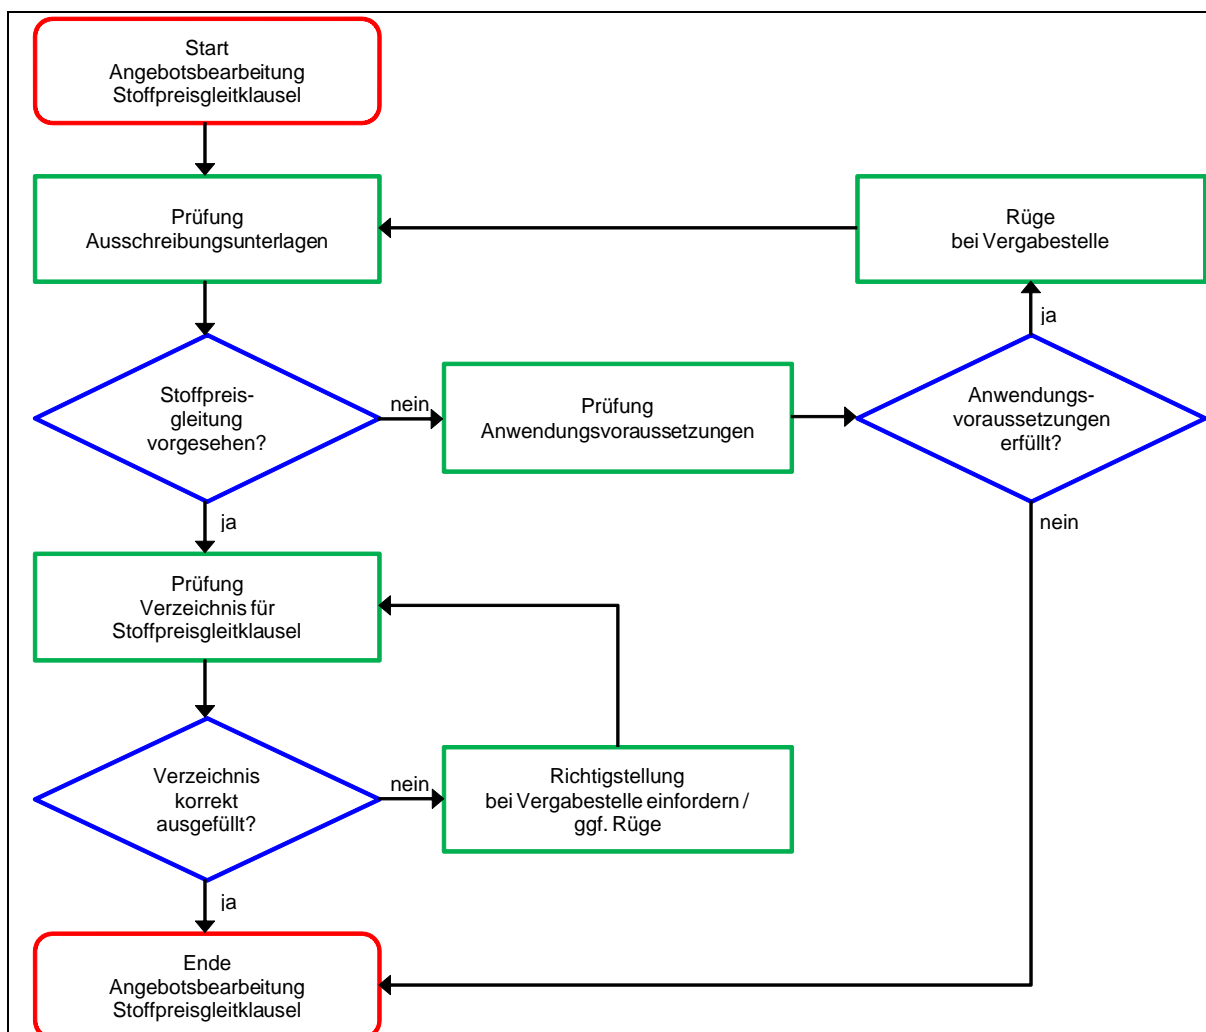 Start
Angebotsbearbeitung
Stoffpreisgleitklausel
Prüfung
Ausschreibungsunterlagen
Rüge
bei Vergabestelle
ja
Stoffpreis-
gleitung
vorgesehen?
nein
Prüfung
Anwendungsvoraussetzungen
Anwendungs-
voraussetzungen
erfüllt?
ja
nein
Prüfung
Verzeichnis für
Stoffpreisgleitklausel
Verzeichnis
korrekt
ausgefüllt?
nein
Richtigstellung
bei Vergabestelle einfordern /
ggf. Rüge
ja
Ende
Angebotsbearbeitung
Stoffpreisgleitklausel